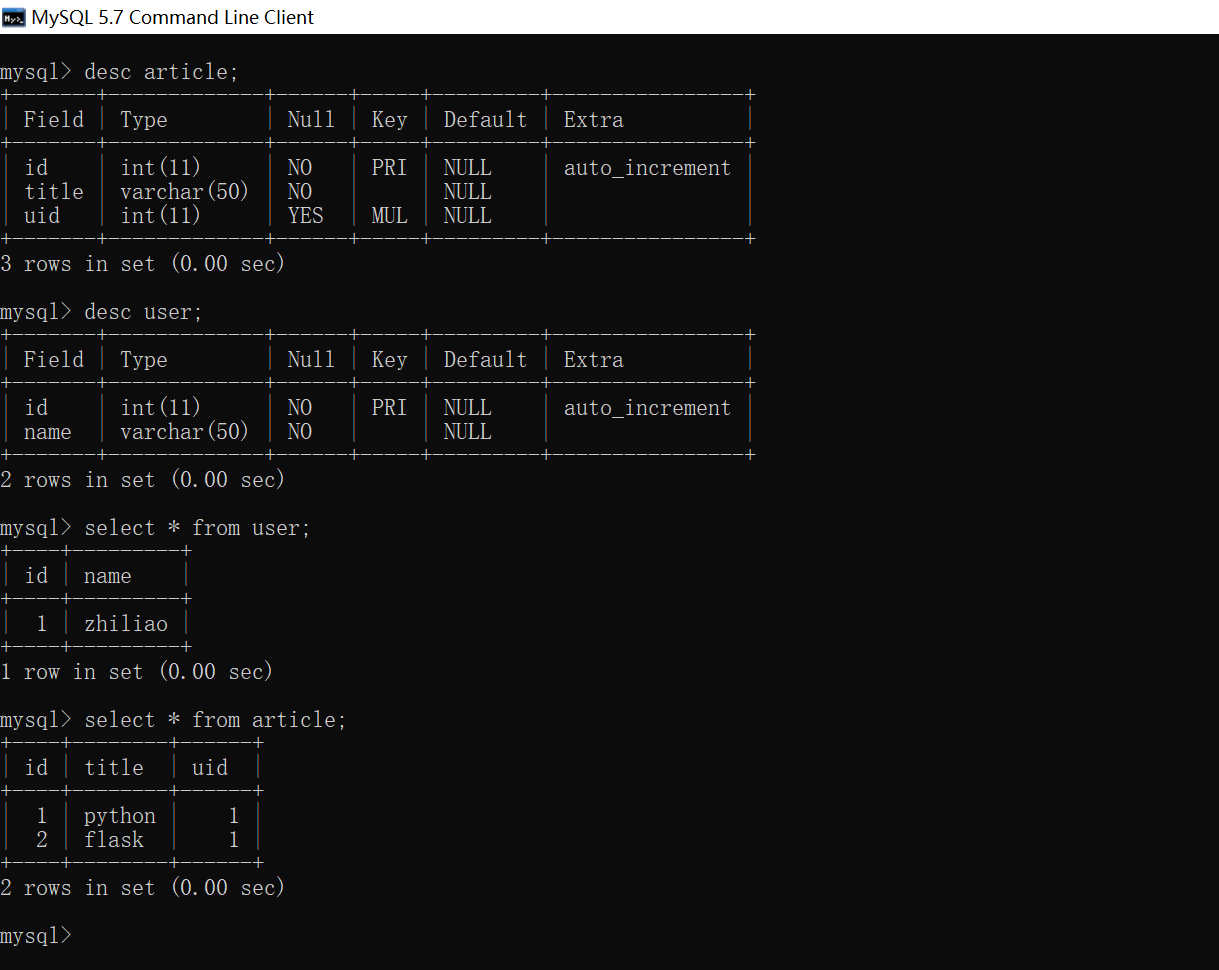 MySQL 5.7 Command Line Client
mysql> desc article;
+-------+-------------+------+-----+---------+----------------+
| Field | Type        | Null | Key | Default | Extra          |
+-------+-------------+------+-----+---------+----------------+
| id    | int(11)     | NO   | PRI | NULL    | auto_increment |
| title | varchar(50) | NO   |     | NULL    |                |
| uid   | int(11)     | YES  | MUL | NULL    |                |
+-------+-------------+------+-----+---------+----------------+
3 rows in set (0.00 sec)
mysql> desc user;
+-------+-------------+------+-----+---------+----------------+
| Field | Type        | Null | Key | Default | Extra          |
+-------+-------------+------+-----+---------+----------------+
| id    | int(11)     | NO   | PRI | NULL    | auto_increment |
| name  | varchar(50) | NO   |     | NULL    |                |
+-------+-------------+------+-----+---------+----------------+
2 rows in set (0.00 sec)
mysql> select * from user;
+----+---------+
| id | name    |
+----+---------+
|  1 | zhiliao |
+----+---------+
1 row in set (0.00 sec)
mysql> select * from article;
+----+--------+------+
| id | title  | uid  |
+----+--------+------+
|  1 | python |    1 |
|  2 | flask  |    1 |
+----+--------+------+
2 rows in set (0.00 sec)
mysql>